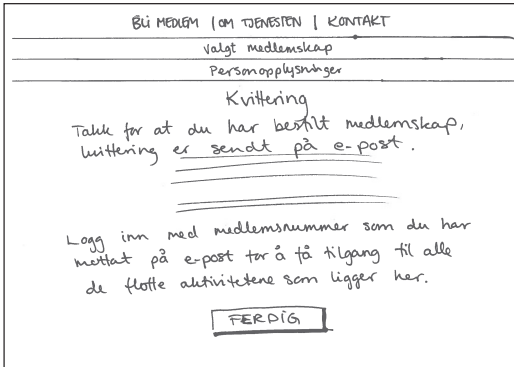 BLI MEDLEM | OM TJENESTEN | KONTAKT
Valgt medlemskap
Personopplysninger
Kvittering
Takk for at du har bestilt medlemskap,
kvittering er sendt på e-post.
Logg inn med medlemsnummer som du har
mottat på e-post for å få tilgang til alle
de flotte aktivitetene som ligger her.
FERDIG